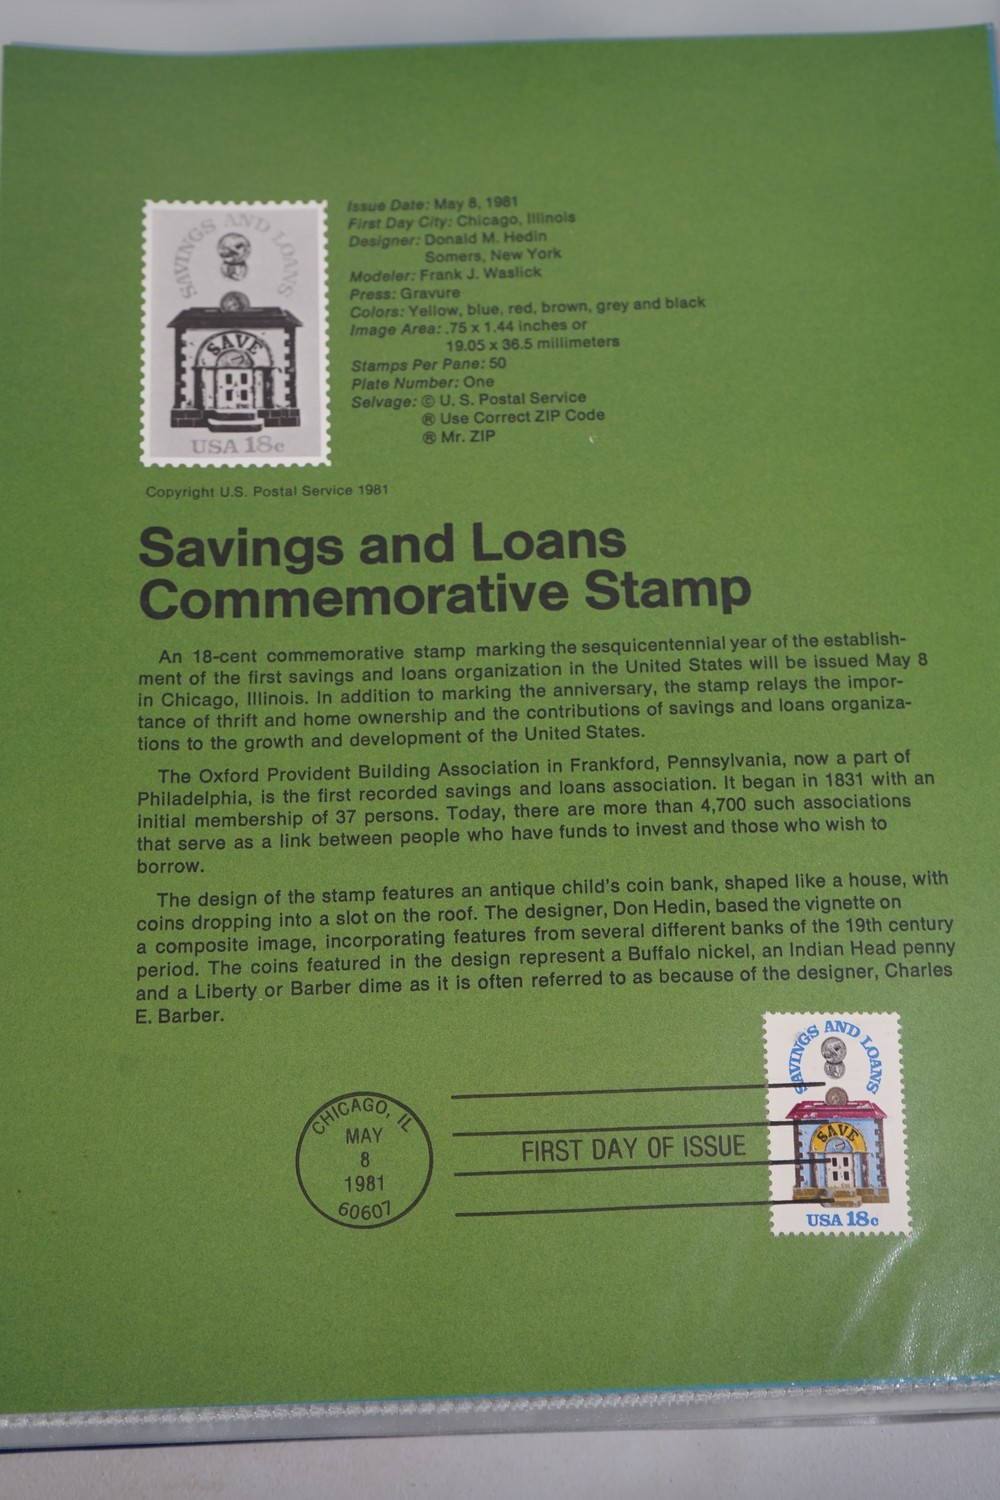 SAVINGS AND LOANS
SAVE
USA 18c
Issue Date: May 8, 1981
First Day City: Chicago, Illinois
Designer: Donald M. Hedin
Somers, New York
Modeler: Frank J. Waslick
Press: Gravure
Colors: Yellow, blue, red, brown, grey and black
Image Area: .75 x 1.44 inches or
19.05 x 36.5 millimeters
Stamps Per Pane: 50
Plate Number: One
Selvage: © U. S. Postal Service
® Use Correct ZIP Code
® Mr. ZIP
Copyright U.S. Postal Service 1981
Savings and Loans
Commemorative Stamp
An 18-cent commemorative stamp marking the sesquicentennial year of the establish-
ment of the first savings and loans organization in the United States will be issued May 8
in Chicago, Illinois. In addition to marking the anniversary, the stamp relays the impor-
tance of thrift and home ownership and the contributions of savings and loans organiza-
tions to the growth and development of the United States.
The Oxford Provident Building Association in Frankford, Pennsylvania, now a part of
Philadelphia, is the first recorded savings and loans association. It began in 1831 with an
initial membership of 37 persons. Today, there are more than 4,700 such associations
that serve as a link between people who have funds to invest and those who wish to
borrow.
The design of the stamp features an antique child's coin bank, shaped like a house, with
coins dropping into a slot on the roof. The designer, Don Hedin, based the vignette on
a composite image, incorporating features from several different banks of the 19th century
period. The coins featured in the design represent a Buffalo nickel, an Indian Head penny
and a Liberty or Barber dime as it is often referred to as because of the designer, Charles
E. Barber.
CHICAGO, IL
MAY
8
1981
60607
FIRST DAY OF ISSUE
SAVINGS AND LOANS
SAVE
USA 18c